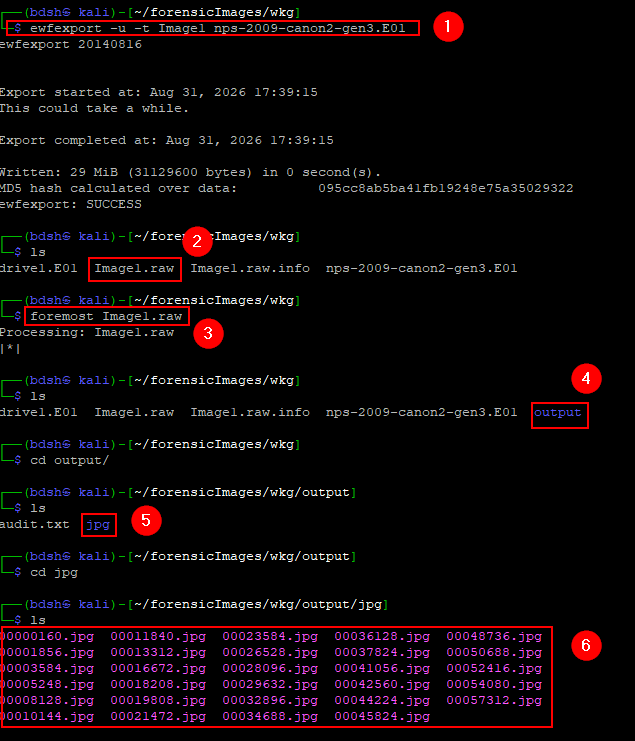 (bdsh㉿ kali)-[~/forensicImages/wkg]
$ ewfexport -u -t Image1 nps-2009-canon2-gen3.E01
1
ewfexport 20140816
Export started at: Aug 31, 2026 17:39:15
This could take a while.
Export completed at: Aug 31, 2026 17:39:15
Written: 29 MiB (31129600 bytes) in 0 second(s).
MD5 hash calculated over data: 095cc8ab5ba41fb19248e75a35029322
ewfexport: SUCCESS
(bdsh㉿ kali)-[~/forensicImages/wkg]
2
$ ls
drive1.E01 Image1.raw Image1.raw.info nps-2009-canon2-gen3.E01
(bdsh㉿ kali)-[~/forensicImages/wkg]
$ foremost Image1.raw
3
Processing: Image1.raw
|*|
(bdsh㉿ kali)-[~/forensicImages/wkg]
4
$ ls
drive1.E01 Image1.raw Image1.raw.info nps-2009-canon2-gen3.E01 output
(bdsh㉿ kali)-[~/forensicImages/wkg]
$ cd output/
(bdsh㉿ kali)-[~/forensicImages/wkg/output]
$ ls
audit.txt jpg
5
(bdsh㉿ kali)-[~/forensicImages/wkg/output]
$ cd jpg
(bdsh㉿ kali)-[~/forensicImages/wkg/output/jpg]
$ ls
00000160.jpg 00011840.jpg 00023584.jpg 00036128.jpg 00048736.jpg
6
00001856.jpg 00013312.jpg 00026528.jpg 00037824.jpg 00050688.jpg
00003584.jpg 00016672.jpg 00028096.jpg 00041056.jpg 00052416.jpg
00005248.jpg 00018208.jpg 00029632.jpg 00042560.jpg 00054080.jpg
00008128.jpg 00019808.jpg 00032896.jpg 00044224.jpg 00057312.jpg
00010144.jpg 00021472.jpg 00034688.jpg 00045824.jpg